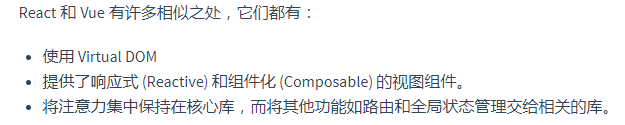 React 和 Vue 有许多相似之处，它们都有：
使用 Virtual DOM
提供了响应式 (Reactive) 和组件化 (Composable) 的视图组件。
将注意力集中保持在核心库，而将其他功能如路由和全局状态管理交给相关的库。